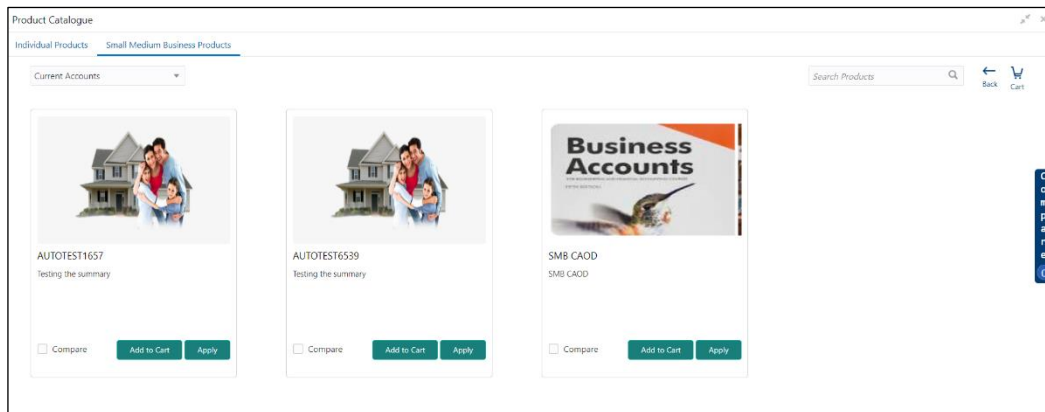 Product Catalogue
Individual Products Small Medium Business Products
Current Accounts
Search Products
Back
Cart
Business
Accounts
AUTOTEST1657
Testing the summary
Compare Add to Cart Apply
AUTOTEST6539
Testing the summary
Compare Add to Cart Apply
SMB CAOD
SMB CAOD
Compare Add to Cart Apply
Compare